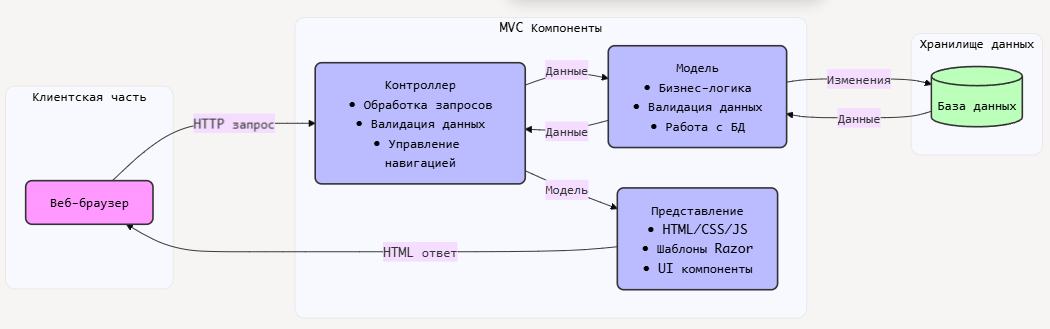 MVC Компоненты
Хранилище данных
Клиентская часть
Веб-браузер
HTTP запрос
Контроллер
• Обработка запросов
• Валидация данных
• Управление
навигацией
Данные
Данные
Модель
Модель
• Бизнес-логика
• Валидация данных
• Работа с БД
Изменения
Данные
База данных
Представление
• HTML/CSS/JS
• Шаблоны Razor
• UI компоненты
HTML ответ